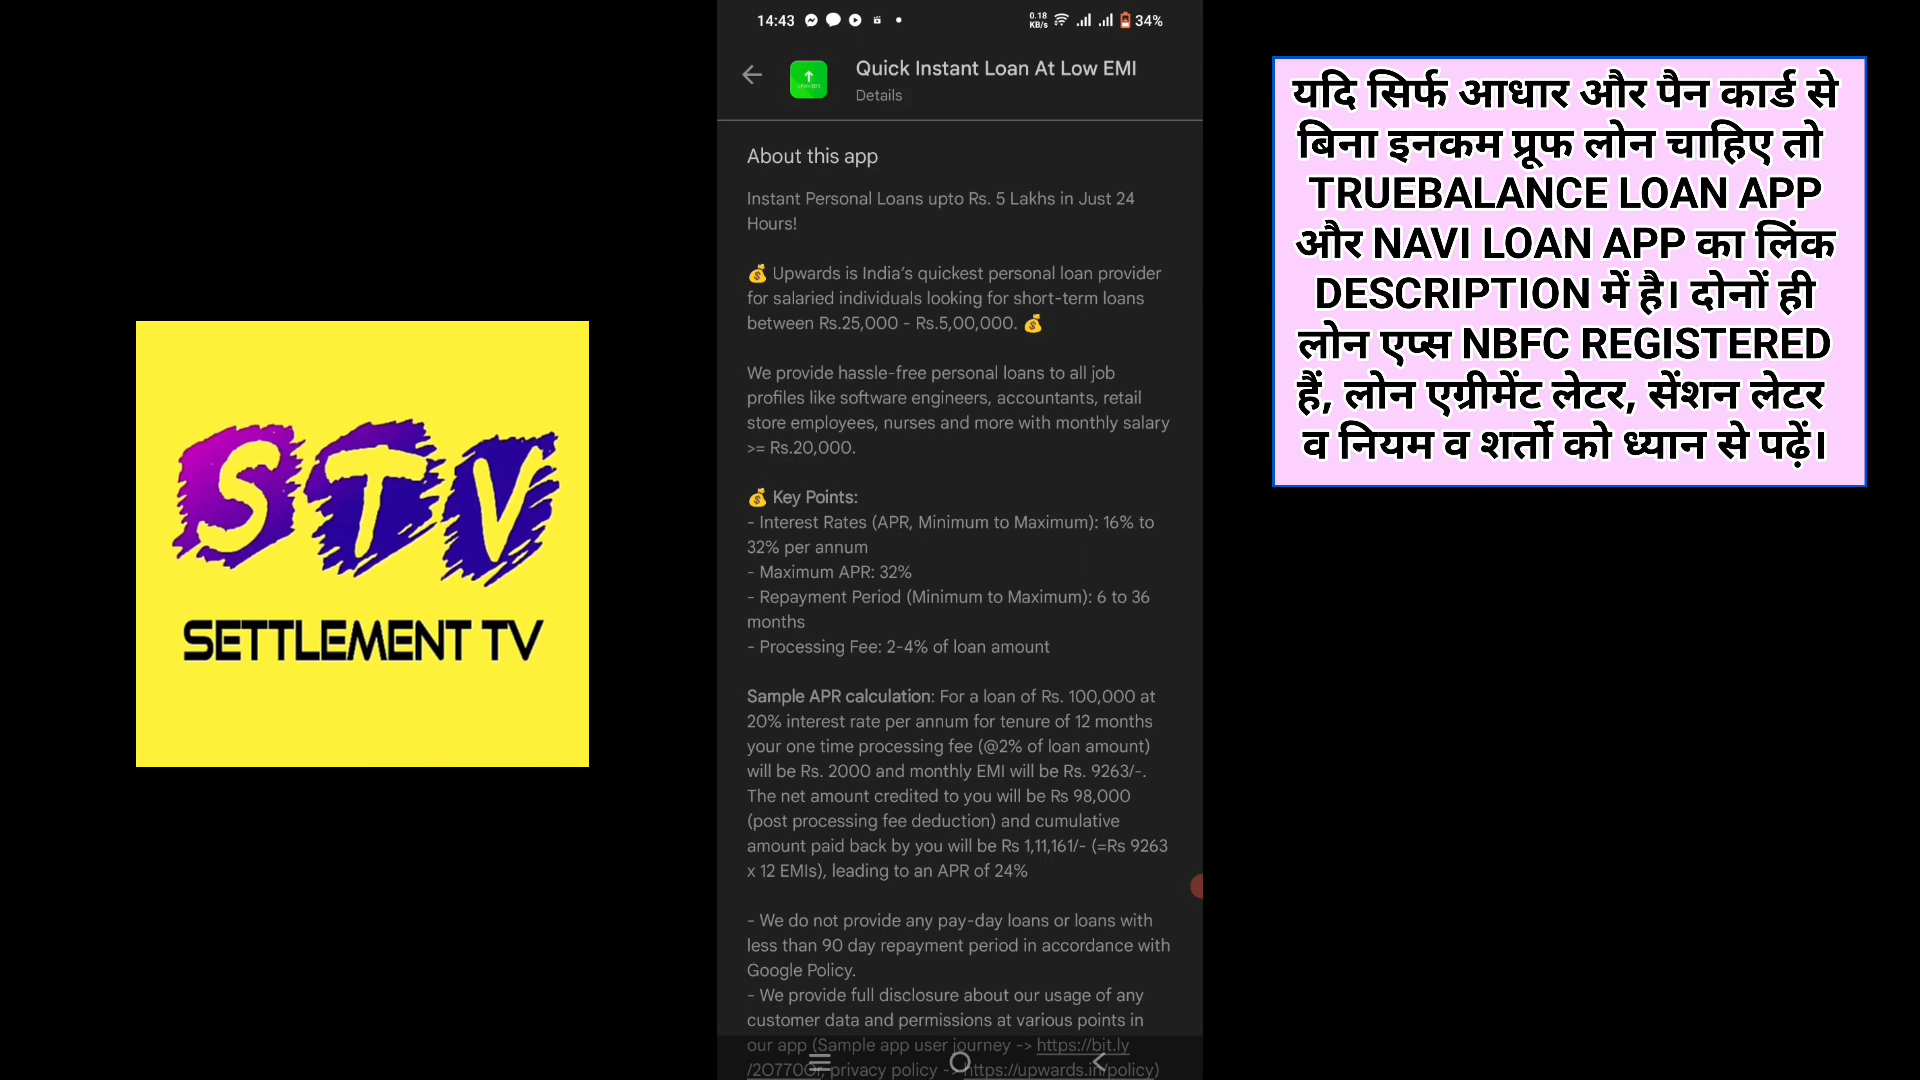 STV
SETTLEMENT TV
14:43
0.18
KB/s
34%
Quick Instant Loan At Low EMI
Details
About this app
Instant Personal Loans upto Rs. 5 Lakhs in Just 24
Hours!
💰 Upwards is India's quickest personal loan provider
for salaried individuals looking for short-term loans
between Rs.25,000 - Rs.5,00,000. 💰
We provide hassle-free personal loans to all job
profiles like software engineers, accountants, retail
store employees, nurses and more with monthly salary
>= Rs.20,000.
💰 Key Points:
- Interest Rates (APR, Minimum to Maximum): 16% to
32% per annum
- Maximum APR: 32%
- Repayment Period (Minimum to Maximum): 6 to 36
months
- Processing Fee: 2-4% of loan amount
Sample APR calculation: For a loan of Rs. 100,000 at
20% interest rate per annum for tenure of 12 months
your one time processing fee (@2% of loan amount)
will be Rs. 2000 and monthly EMI will be Rs. 9263/-.
The net amount credited to you will be Rs 98,000
(post processing fee deduction) and cumulative
amount paid back by you will be Rs 1,11,161/- (=Rs 9263
x 12 EMIs), leading to an APR of 24%
- We do not provide any pay-day loans or loans with
less than 90 day repayment period in accordance with
Google Policy.
- We provide full disclosure about our usage of any
customer data and permissions at various points in
our app (Sample app user journey -> https://bit.ly
privacy policy -> https://upwards.in/policy)
यदि सिर्फ आधार और पैन कार्ड से
बिना इनकम प्रूफ लोन चाहिए तो
TRUEBALANCE LOAN APP
और NAVI LOAN APP का लिंक
DESCRIPTION में है। दोनों ही
लोन एप्स NBFC REGISTERED
हैं, लोन एग्रीमेंट लेटर, सेंशन लेटर
व नियम व शर्तो को ध्यान से पढ़ें।